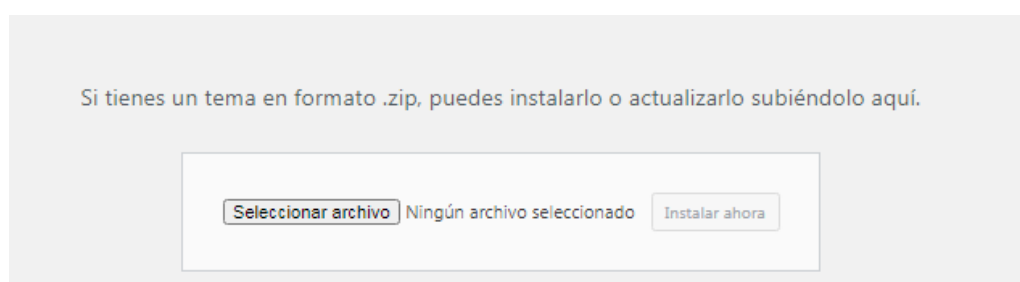 Si tienes un tema en formato .zip, puedes instalarlo o actualizarlo subiéndolo aquí.
Seleccionar archivo Ningún archivo seleccionado Instalar ahora